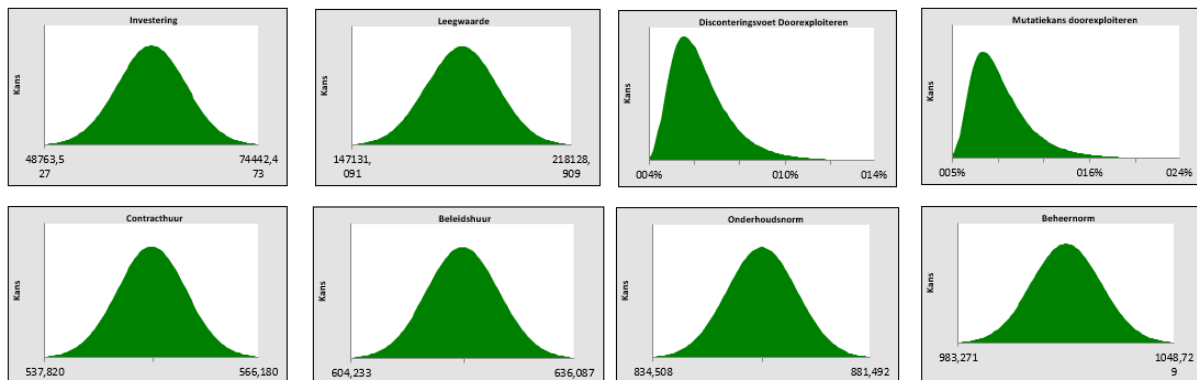 Investering
Kans
48763,5
27
74442,4
73
Leegwaarde
Kans
147131,
091
218128,
909
Disconteringsvoet Doorexploiteren
Kans
004%
010%
014%
Mutatiekans doorexploiteren
Kans
005%
016%
024%
Contracthuur
Kans
537,820
566,180
Beleidshuur
Kans
604,233
636,087
Onderhoudsnorm
Kans
834,508
881,492
Beheernorm
Kans
983,271
1048,72
9